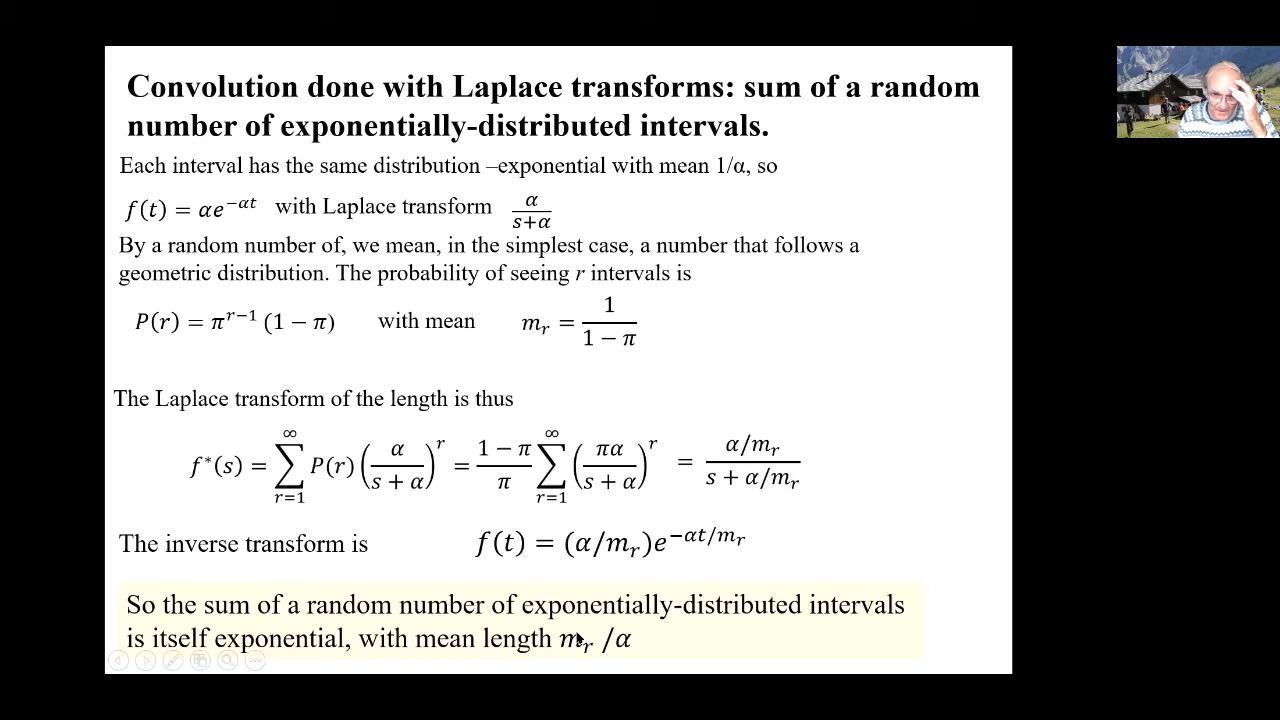 Convolution done with Laplace transforms: sum of a random
number of exponentially-distributed intervals.
Each interval has the same distribution –exponential with mean 1/α, so
f(t) = αe^{−αt} with Laplace transform α/(s+α)
By a random number of, we mean, in the simplest case, a number that follows a
geometric distribution. The probability of seeing r intervals is
P(r) = π^{r−1} (1 − π) with mean m_r = 1/(1 − π)
The Laplace transform of the length is thus
f*(s) = ∑_{r=1}^{∞} P(r) (α/(s + α))^r = (1 − π)/π ∑_{r=1}^{∞} (πα/(s + α))^r = (α/m_r)/(s + α/m_r)
The inverse transform is f(t) = (α/m_r)e^{−αt/m_r}
So the sum of a random number of exponentially-distributed intervals
is itself exponential, with mean length m_r /α